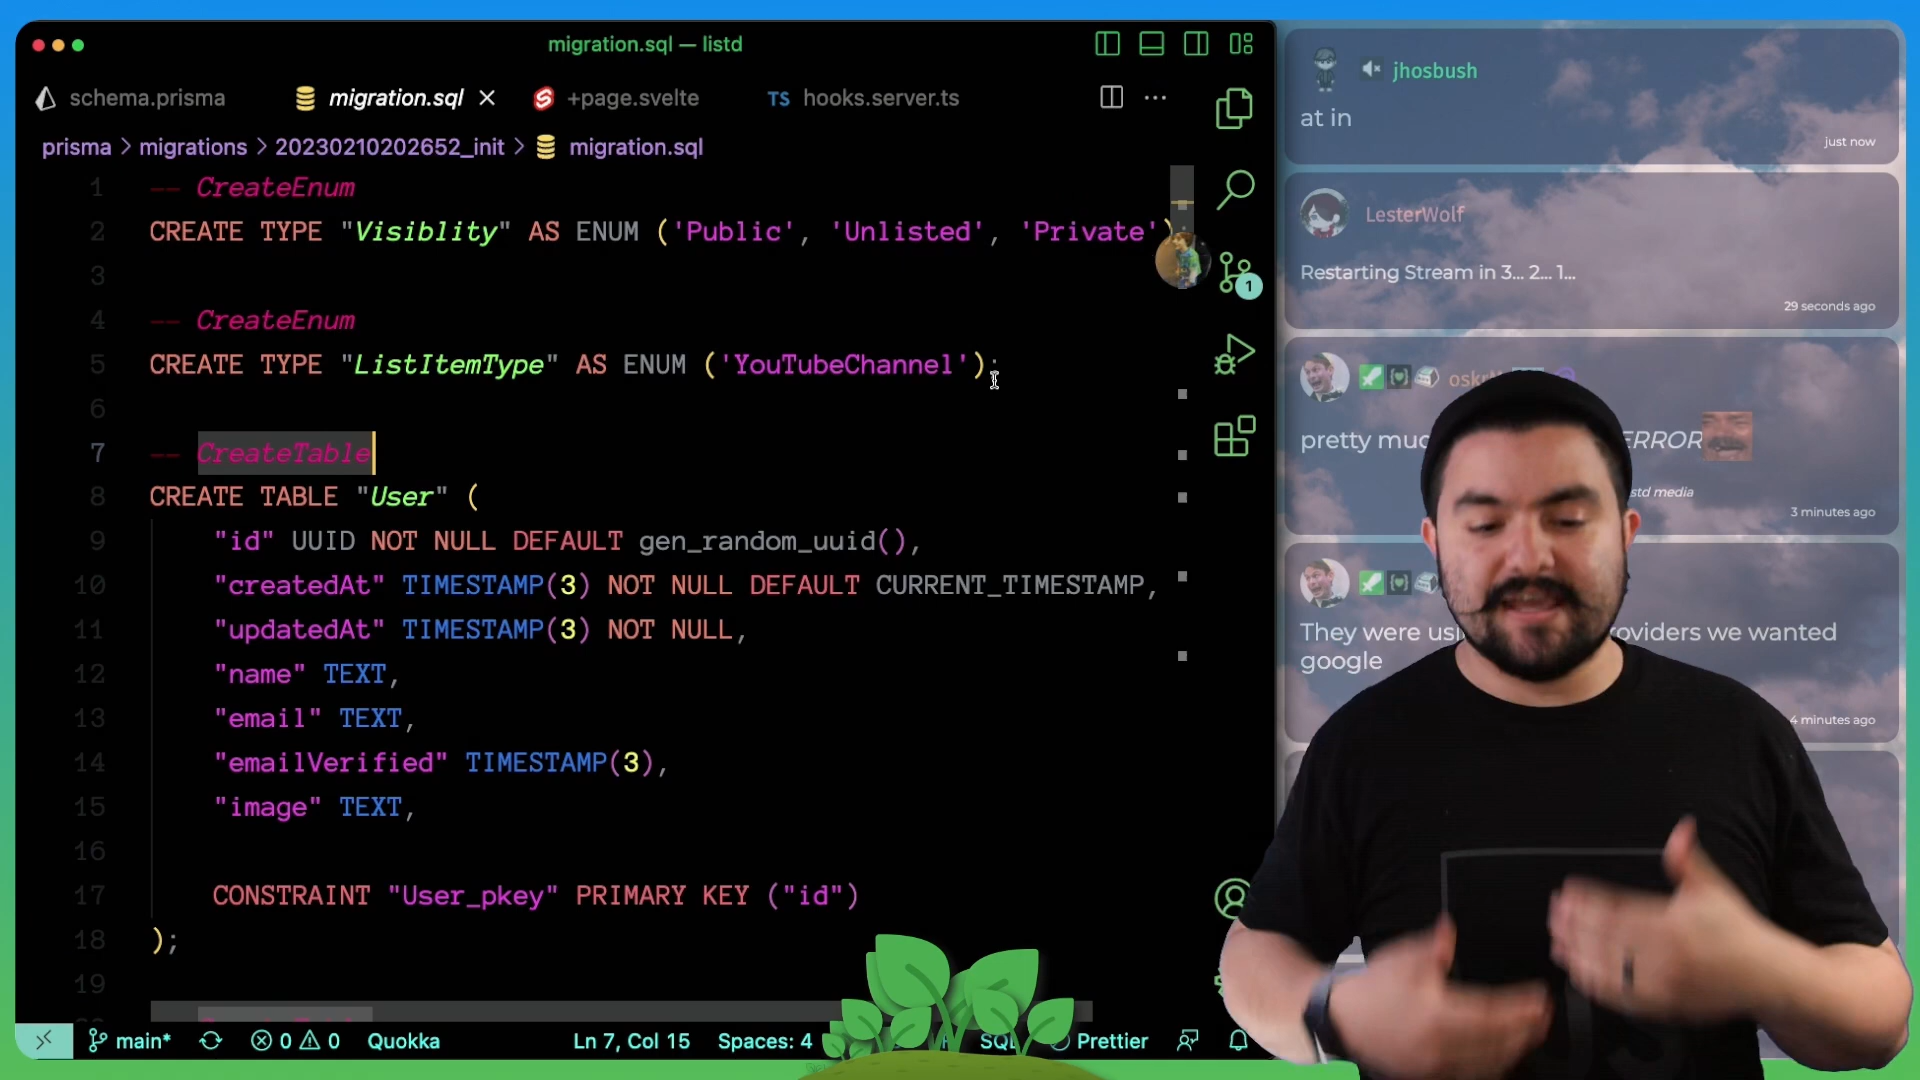 migration.sql — listd
schema.prisma
migration.sql
+page.svelte
TS hooks.server.ts
prisma > migrations > 20230210202652_init > migration.sql
1 -- CreateEnum
2 CREATE TYPE "Visiblity" AS ENUM ('Public', 'Unlisted', 'Private')
3
4 -- CreateEnum
5 CREATE TYPE "ListItemType" AS ENUM ('YouTubeChannel');
6
7 -- CreateTable
8 CREATE TABLE "User" (
9 "id" UUID NOT NULL DEFAULT gen_random_uuid(),
10 "createdAt" TIMESTAMP(3) NOT NULL DEFAULT CURRENT_TIMESTAMP,
11 "updatedAt" TIMESTAMP(3) NOT NULL,
12 "name" TEXT,
13 "email" TEXT,
14 "emailVerified" TIMESTAMP(3),
15 "image" TEXT,
16
17 CONSTRAINT "User_pkey" PRIMARY KEY ("id")
18 );
19
main* 0 0 Quokka Ln 7, Col 15 Spaces: 4 Prettier
1
jhosbush
at in
just now
LesterWolf
Restarting Stream in 3... 2... 1...
29 seconds ago
pretty
std media
3 minutes ago
They were
wanted
google
4 minutes ago